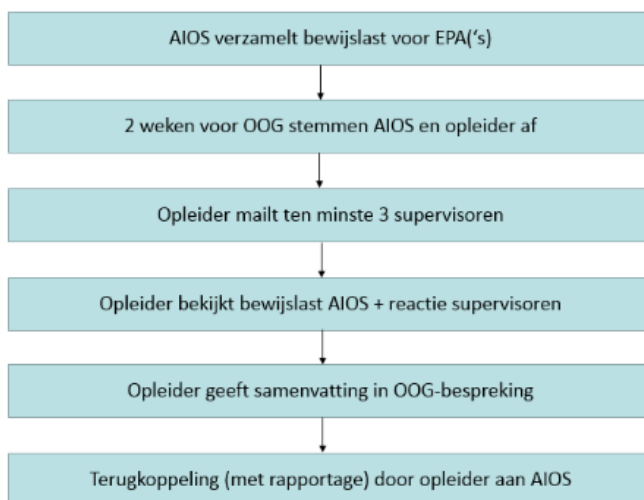 AIOS verzamelt bewijslast voor EPA(‘s)
2 weken voor OOG stemmen AIOS en opleider af
Opleider mailt ten minste 3 supervisoren
Opleider bekijkt bewijslast AIOS + reactie supervisoren
Opleider geeft samenvatting in OOG-bespreking
Terugkoppeling (met rapportage) door opleider aan AIOS